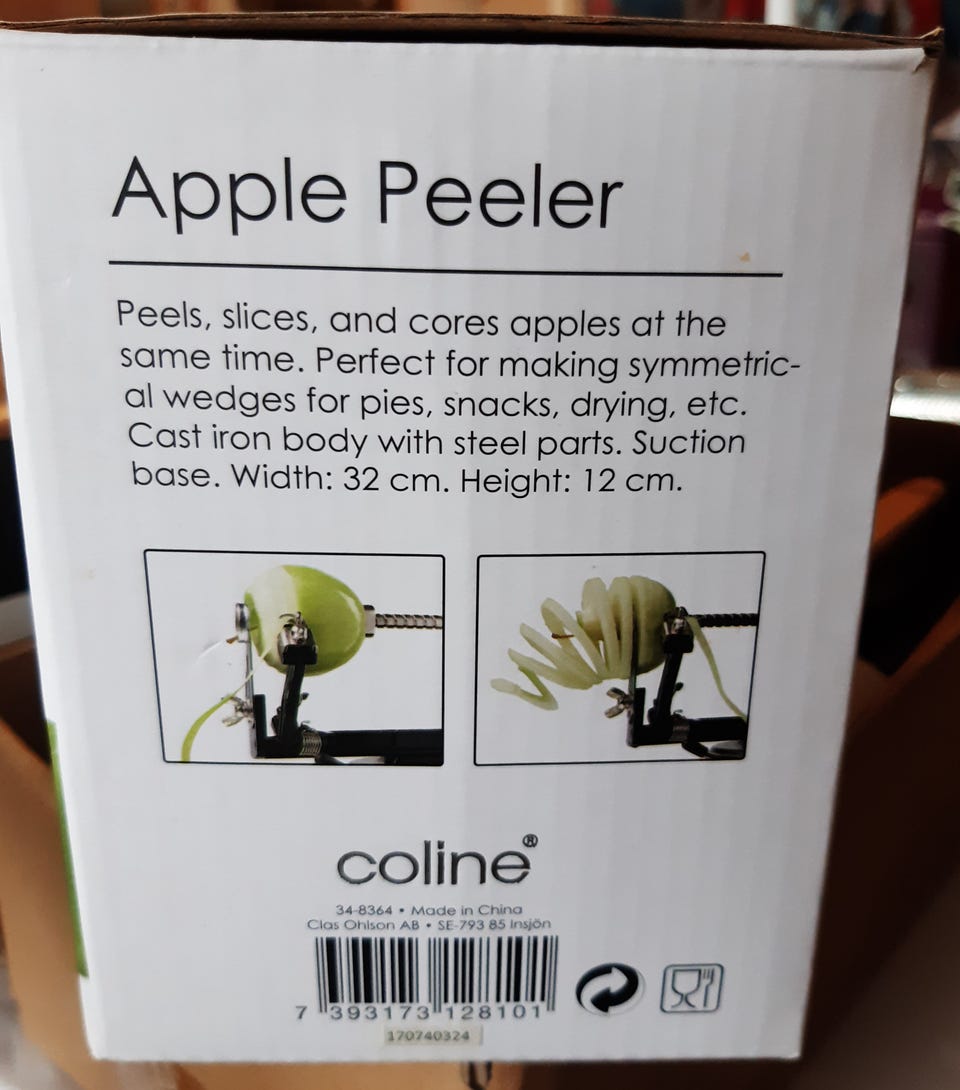 Apple Peeler
Peels, slices, and cores apples at the
same time. Perfect for making symmetric-
al wedges for pies, snacks, drying, etc.
Cast iron body with steel parts. Suction
base. Width: 32 cm. Height: 12 cm.
coline®
34-8364 • Made in China
Clas Ohlson AB • SE-793 85 Insjön
7 393173 128101
170740324